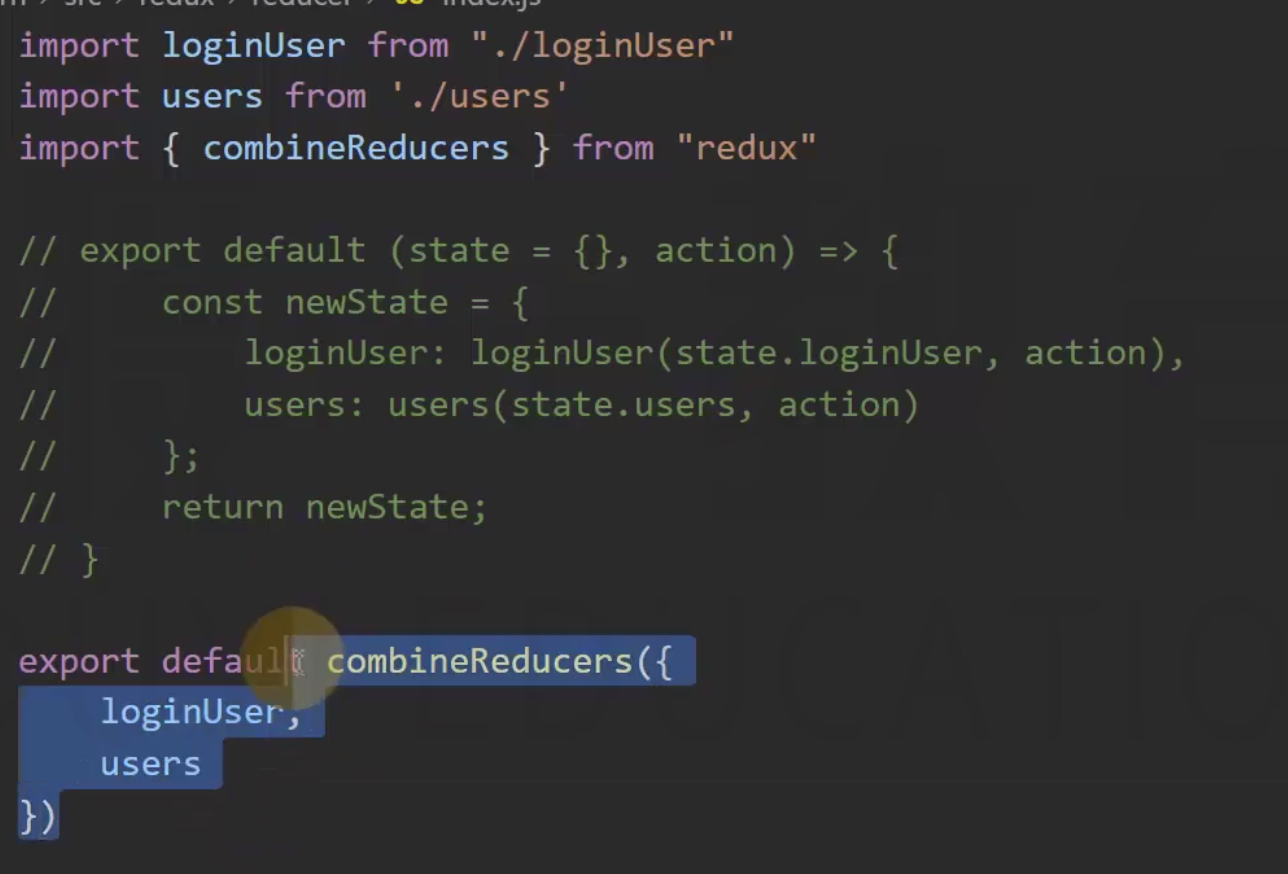 src > redux > reducer > index.js
import loginUser from "./loginUser"
import users from './users'
import { combineReducers } from "redux"
// export default (state = {}, action) => {
//     const newState = {
//         loginUser: loginUser(state.loginUser, action),
//         users: users(state.users, action)
//     };
//     return newState;
// }
export default combineReducers({
    loginUser,
    users
})